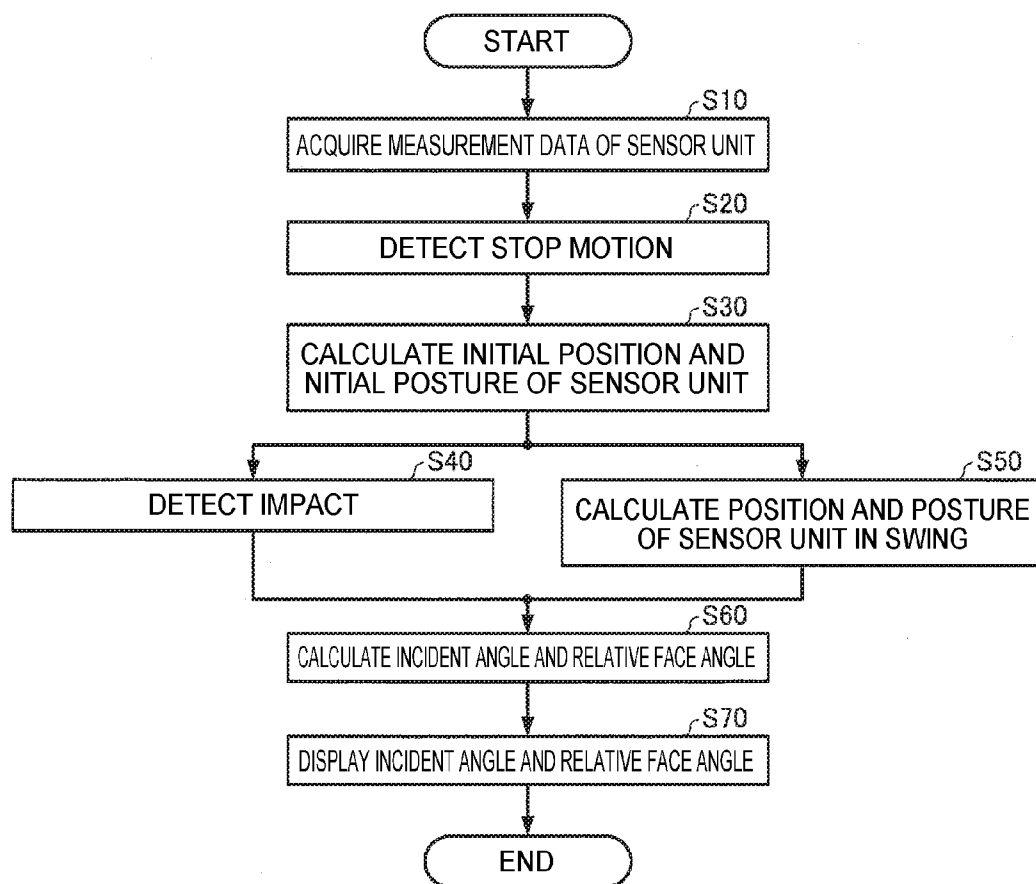 START
S10
ACQUIRE MEASUREMENT DATA OF SENSOR UNIT
S20
DETECT STOP MOTION
S30
CALCULATE INITIAL POSITION AND
NITIAL POSTURE OF SENSOR UNIT
S40
DETECT IMPACT
S50
CALCULATE POSITION AND POSTURE
OF SENSOR UNIT IN SWING
S60
CALCULATE INCIDENT ANGLE AND RELATIVE FACE ANGLE
S70
DISPLAY INCIDENT ANGLE AND RELATIVE FACE ANGLE
END